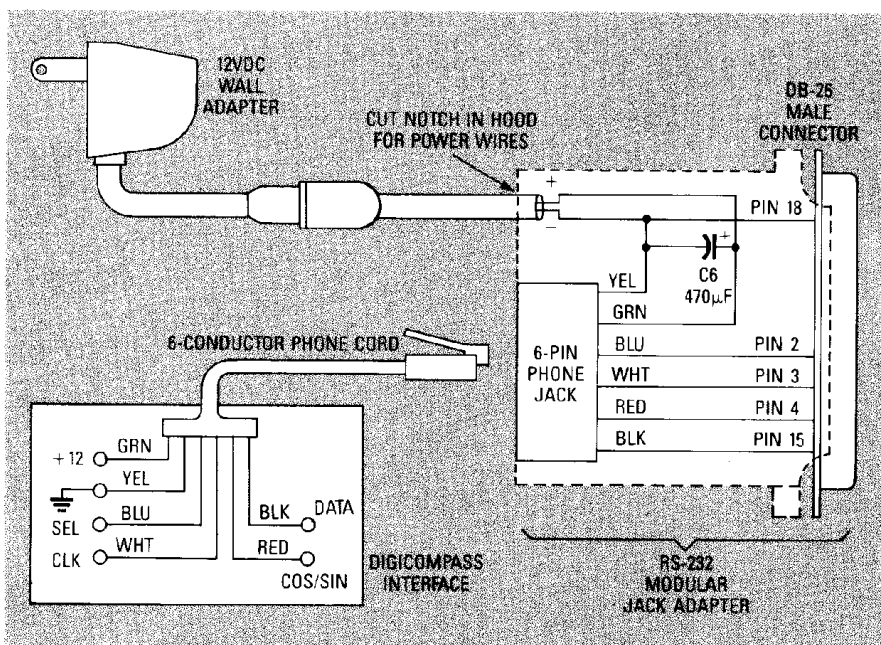 12VDC
WALL
ADAPTER
CUT NOTCH IN HOOD
FOR POWER WIRES
DB-25
MALE
CONNECTOR
+
PIN 18
−
+
C6
470µF
YEL
GRN
BLU
PIN 2
WHT
PIN 3
RED
PIN 4
BLK
PIN 15
6-PIN
PHONE
JACK
6-CONDUCTOR PHONE CORD
+12
GRN
YEL
SEL
BLU
CLK
WHT
BLK
DATA
RED
COS/SIN
DIGICOMPASS
INTERFACE
RS-232
MODULAR
JACK ADAPTER